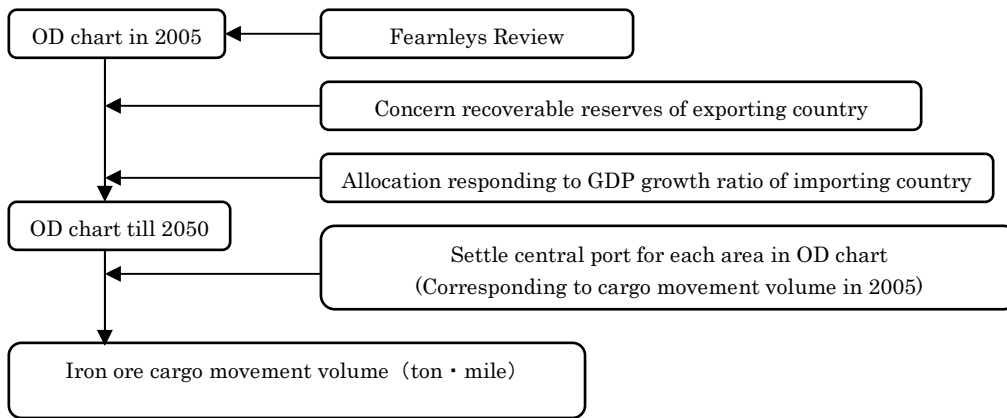 OD chart in 2005
Fearnleys Review
Concern recoverable reserves of exporting country
Allocation responding to GDP growth ratio of importing country
OD chart till 2050
Settle central port for each area in OD chart
(Corresponding to cargo movement volume in 2005)
Iron ore cargo movement volume（ton・mile）